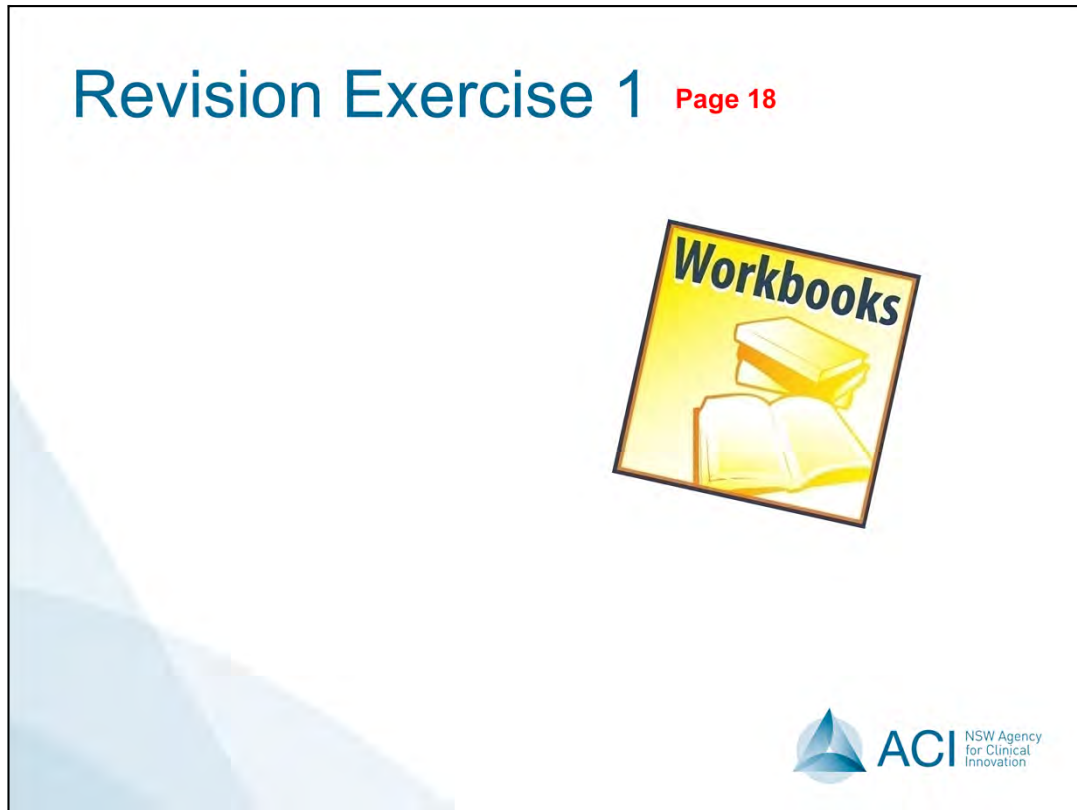 Revision Exercise 1 Page 18
Workbooks
ACI NSW Agency
for Clinical
Innovation